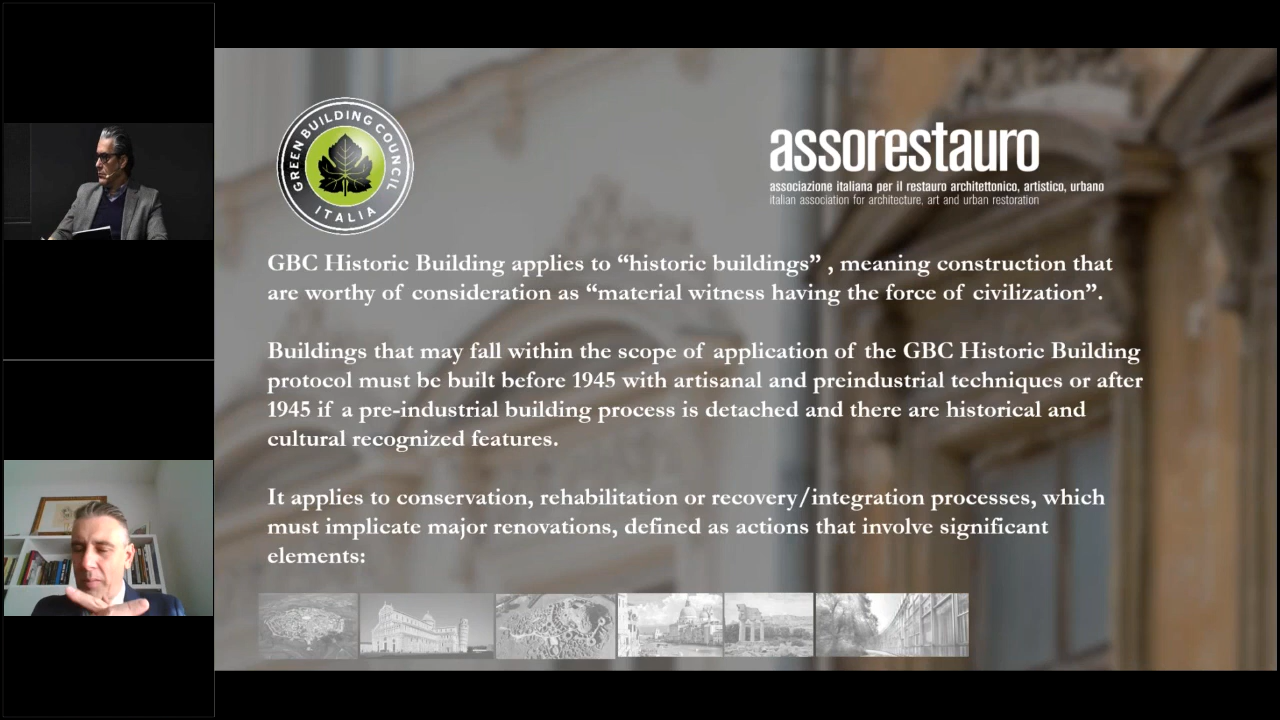 GREEN BUILDING COUNCIL
ITALIA
assorestauro
associazione italiana per il restauro architettonico, artistico, urbano
italian association for architecture, art and urban restoration
GBC Historic Building applies to “historic buildings” , meaning construction that
are worthy of consideration as “material witness having the force of civilization”.
Buildings that may fall within the scope of application of the GBC Historic Building
protocol must be built before 1945 with artisanal and preindustrial techniques or after
1945 if a pre-industrial building process is detached and there are historical and
cultural recognized features.
It applies to conservation, rehabilitation or recovery/integration processes, which
must implicate major renovations, defined as actions that involve significant
elements: